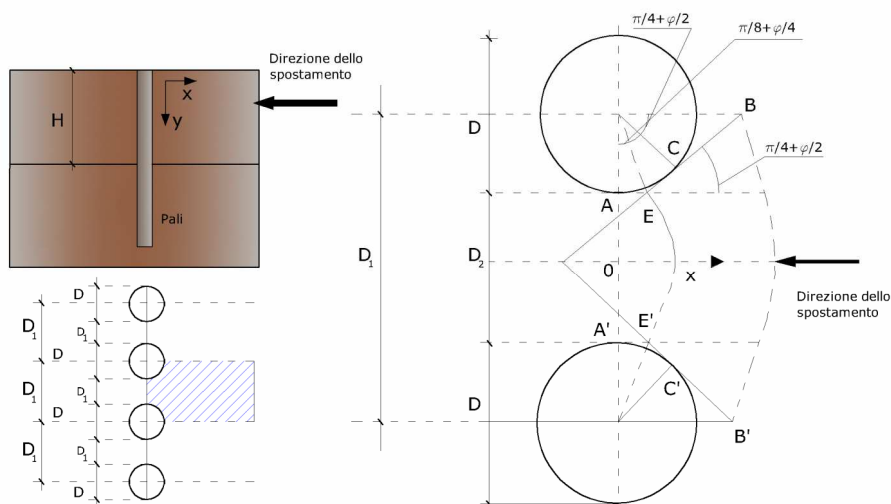 Direzione dello
spostamento
x
y
H
Pali
D
D₁
D₁
D
D₁
D₁
D
D₁
D₁
D
π/4+φ/2
π/8+φ/4
D
B
C
π/4+φ/2
A
E
D₁
D₂
0
x
Direzione dello
spostamento
A'
E'
D
C'
B'